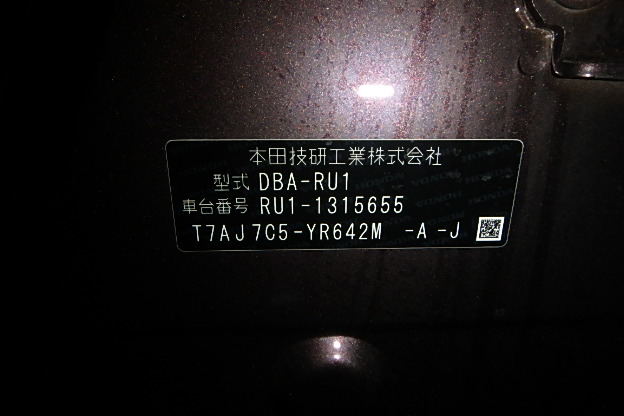 本田技研工業株式会社
型式 DBA-RU1
車台番号 RU1-1315655
T7AJ7C5-YR642M -A -J